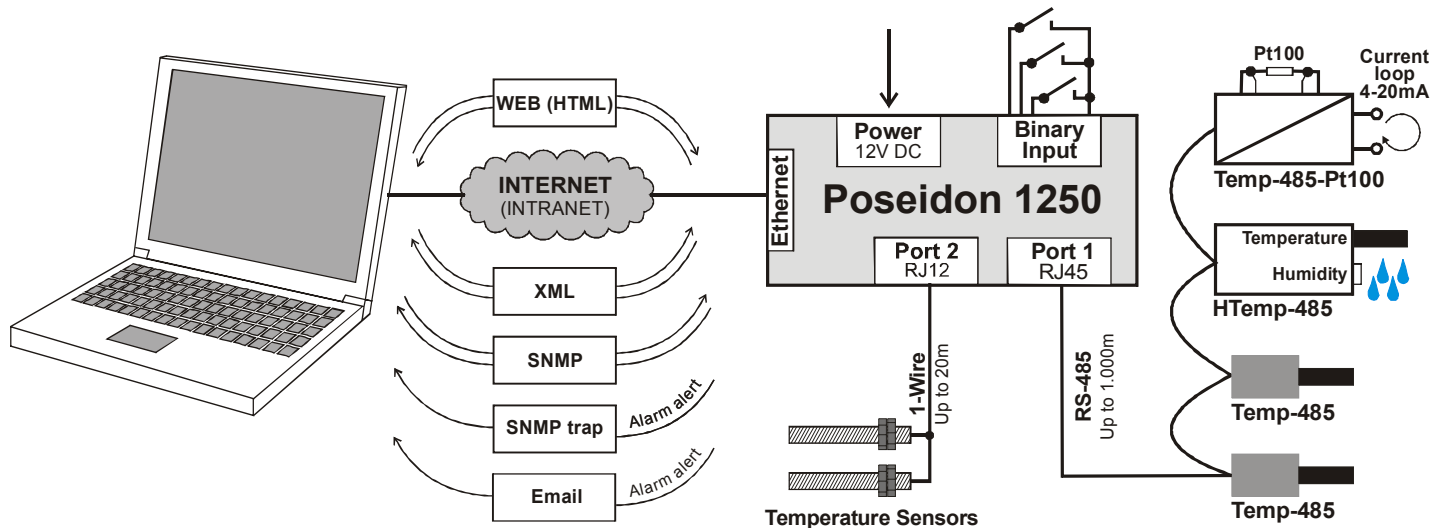 WEB (HTML)
INTERNET
(INTRANET)
XML
SNMP
SNMP trap
Alarm alert
Email
Alarm alert
Power
12V DC
Binary
Input
Ethernet
Poseidon 1250
Port 2
RJ12
Port 1
RJ45
1-Wire
Up to 20m
RS-485
Up to 1.000m
Temperature Sensors
Pt100
Current
loop
4-20mA
Temp-485-Pt100
Temperature
Humidity
HTemp-485
Temp-485
Temp-485